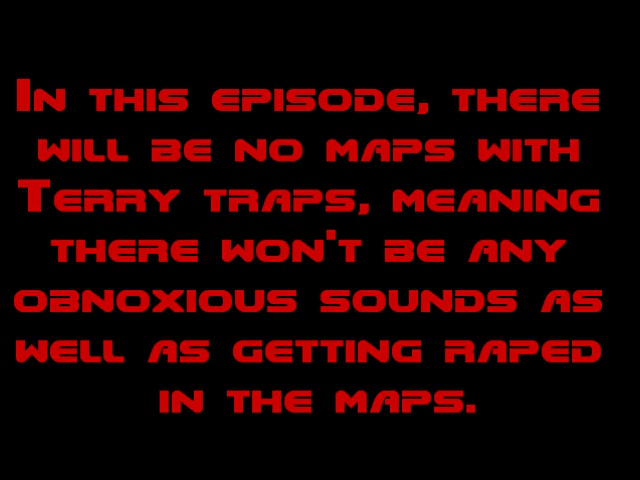 In this episode, there
will be no maps with
Terry traps, meaning
there won't be any
obnoxious sounds as
well as getting raped
in the maps.